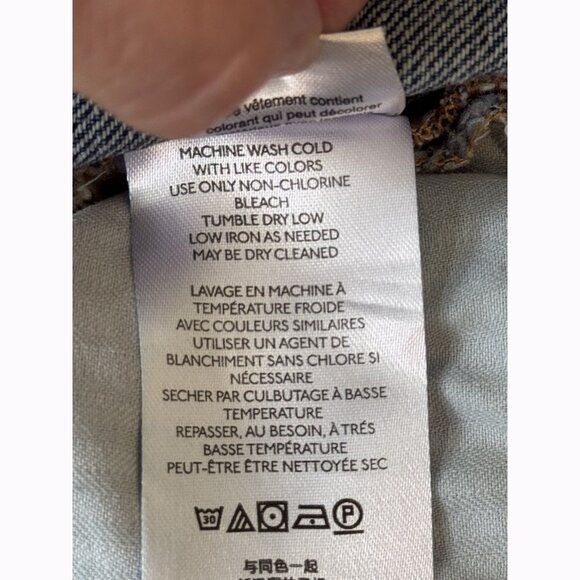 vêtement contient
colorant qui peut décolorer
MACHINE WASH COLD
WITH LIKE COLORS
USE ONLY NON-CHLORINE
BLEACH
TUMBLE DRY LOW
LOW IRON AS NEEDED
MAY BE DRY CLEANED
LAVAGE EN MACHINE À
TEMPÉRATURE FROIDE
AVEC COULEURS SIMILAIRES
UTILISER UN AGENT DE
BLANCHIMENT SANS CHLORE SI
NÉCESSAIRE
SECHER PAR CULBUTAGE À BASSE
TEMPERATURE
REPASSER, AU BESOIN, À TRÉS
BASSE TEMPÉRATURE
PEUT-ÊTRE ÊTRE NETTOYÉE SEC
30 P
与同色一起